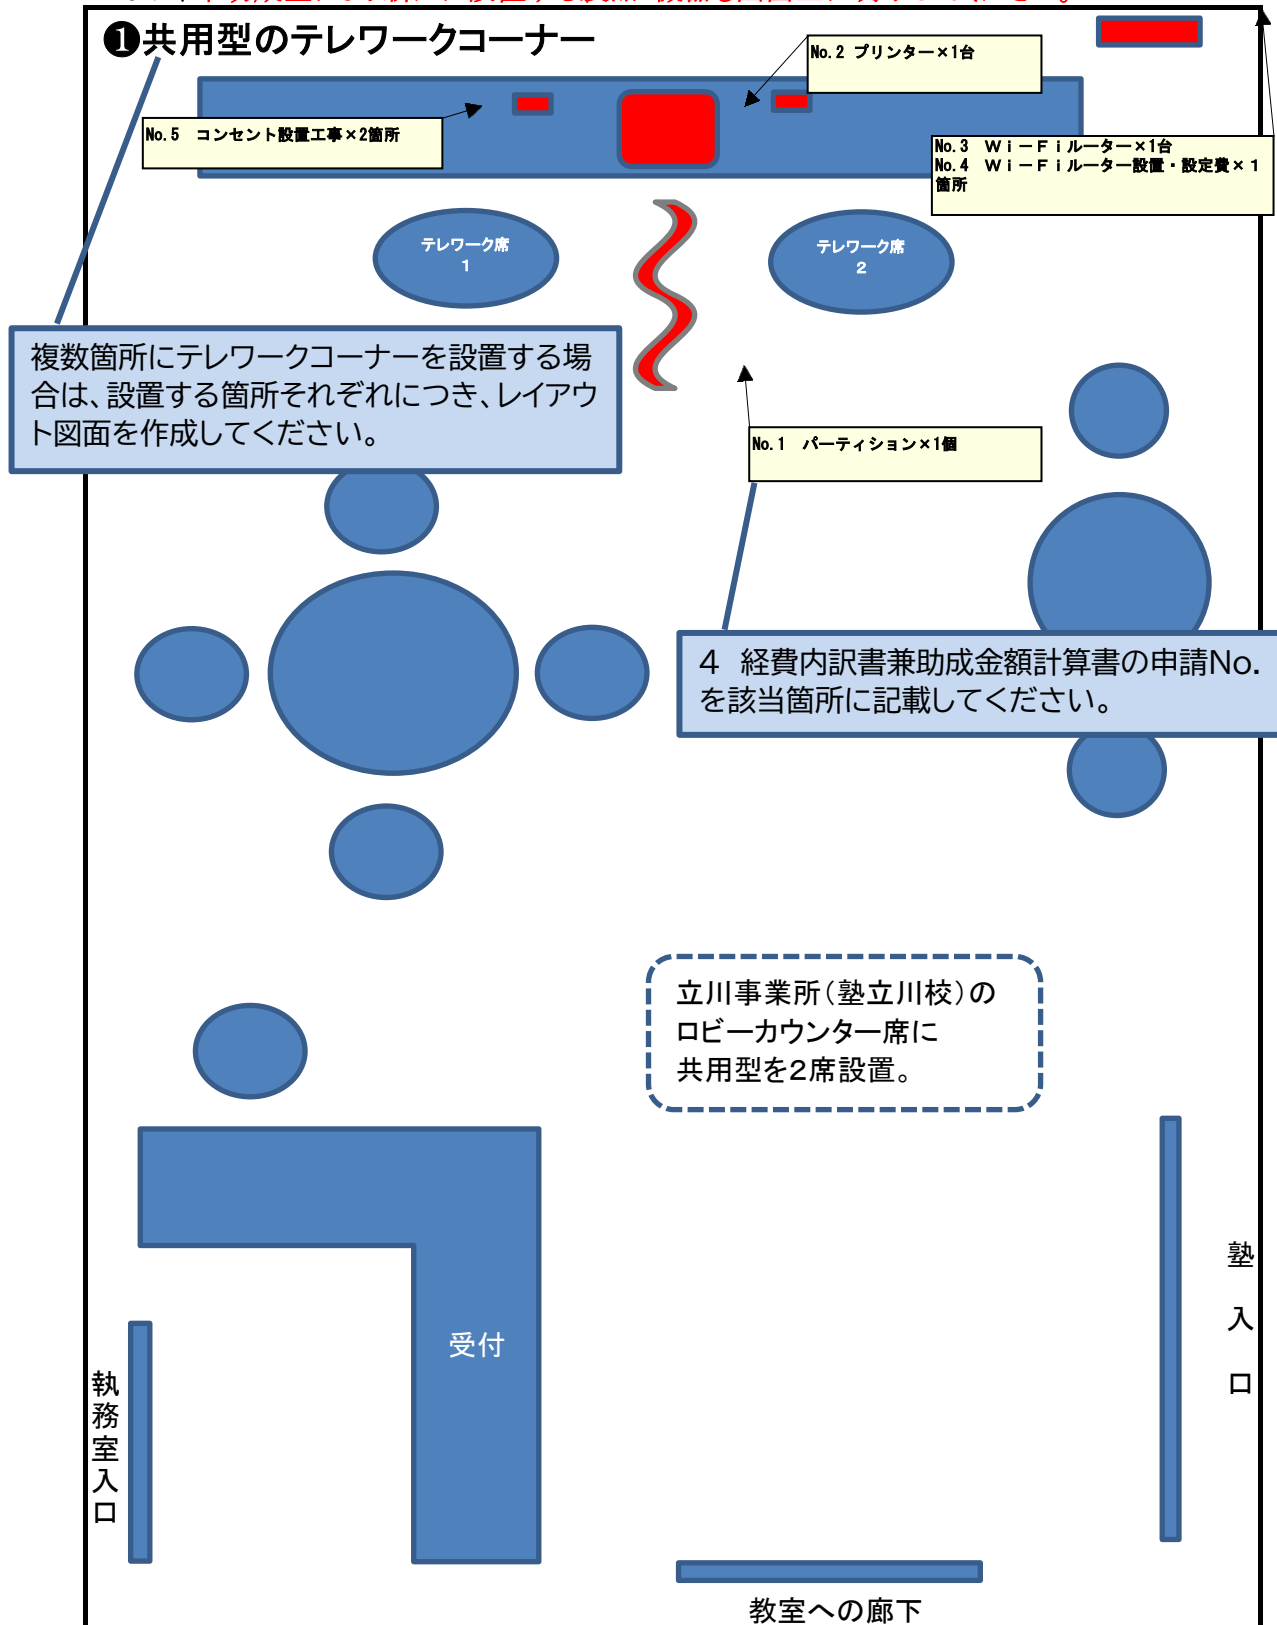 ❶共用型のテレワークコーナー
No.2 プリンター×1台
No.5 コンセント設置工事×2箇所
No.3 Wi-Fiルーター×1台
No.4 Wi-Fiルーター設置・設定費×1
箇所
テレワーク席
1
テレワーク席
2
複数箇所にテレワークコーナーを設置する場
合は、設置する箇所それぞれにつき、レイアウ
ト図面を作成してください。
No.1 パーティション×1個
4 経費内訳書兼助成金額計算書の申請No.
を該当箇所に記載してください。
立川事業所(塾立川校)の
ロビーカウンター席に
共用型を2席設置。
塾入口
受付
執務室入口
教室への廊下